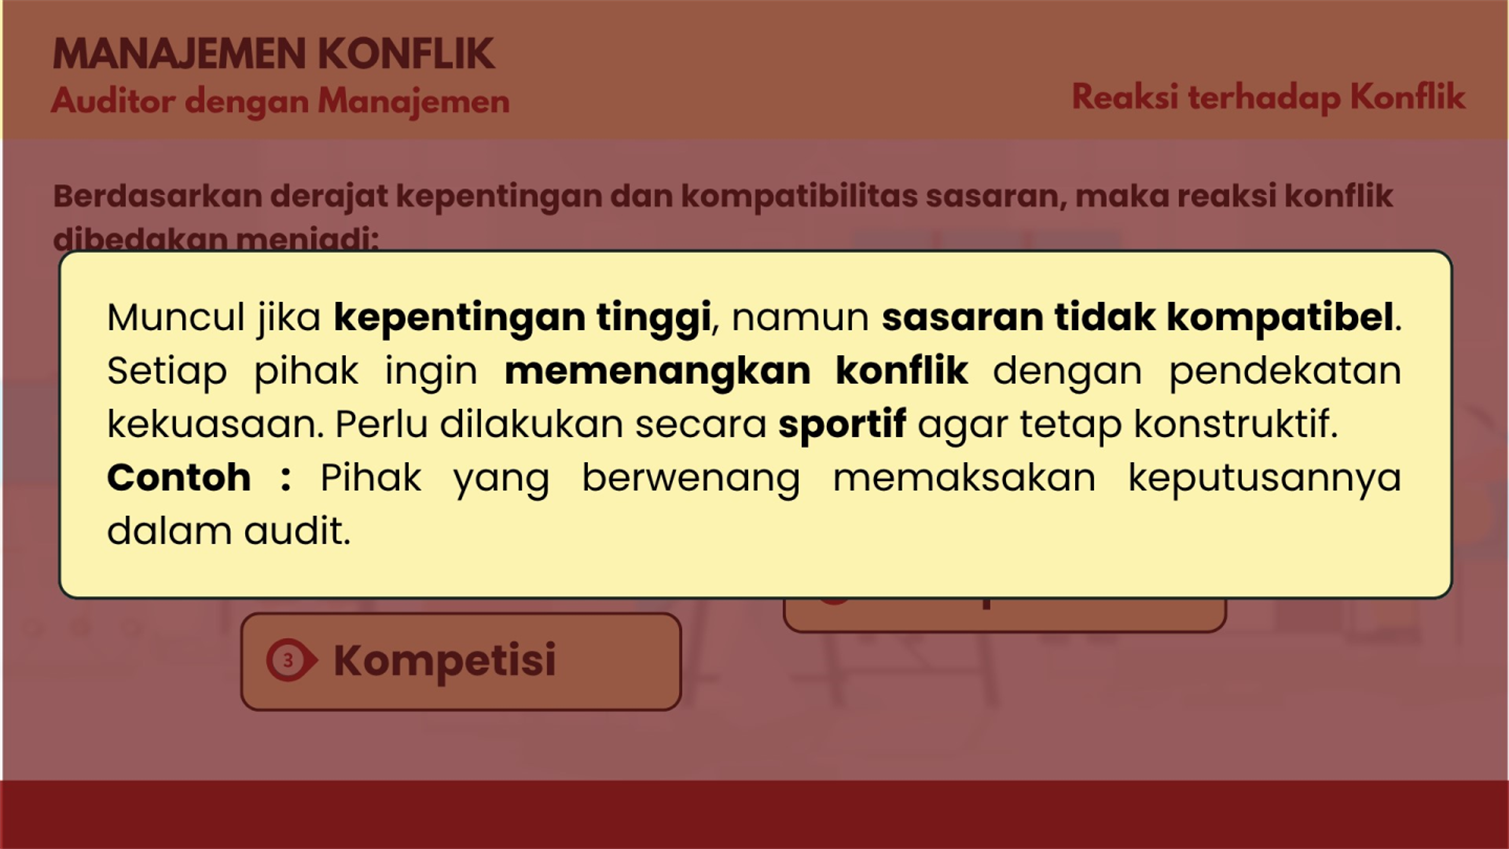 MANAJEMEN KONFLIK
Auditor dengan Manajemen
Reaksi terhadap Konflik
Berdasarkan derajat kepentingan dan kompatibilitas sasaran, maka reaksi konflik
dibedakan menjadi:
Muncul jika kepentingan tinggi, namun sasaran tidak kompatibel.
Setiap pihak ingin memenangkan konflik dengan pendekatan
kekuasaan. Perlu dilakukan secara sportif agar tetap konstruktif.
Contoh : Pihak yang berwenang memaksakan keputusannya
dalam audit.
3 Kompetisi